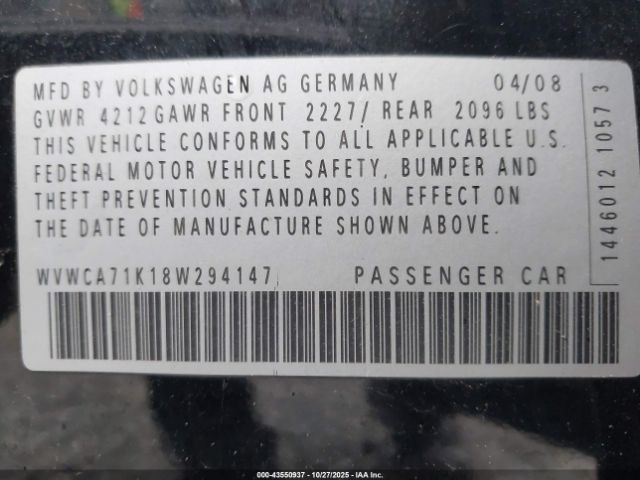 MFD BY VOLKSWAGEN AG GERMANY 04/08
GVWR 4212 GAWR FRONT 2227/ REAR 2096 LBS
THIS VEHICLE CONFORMS TO ALL APPLICABLE U.S.
FEDERAL MOTOR VEHICLE SAFETY, BUMPER AND
THEFT PREVENTION STANDARDS IN EFFECT ON
THE DATE OF MANUFACTURE SHOWN ABOVE.
WVWCA71K18W294147 PASSENGER CAR
1446012 1057 3
000-43550937 - 10/27/2025 - IAA Inc.